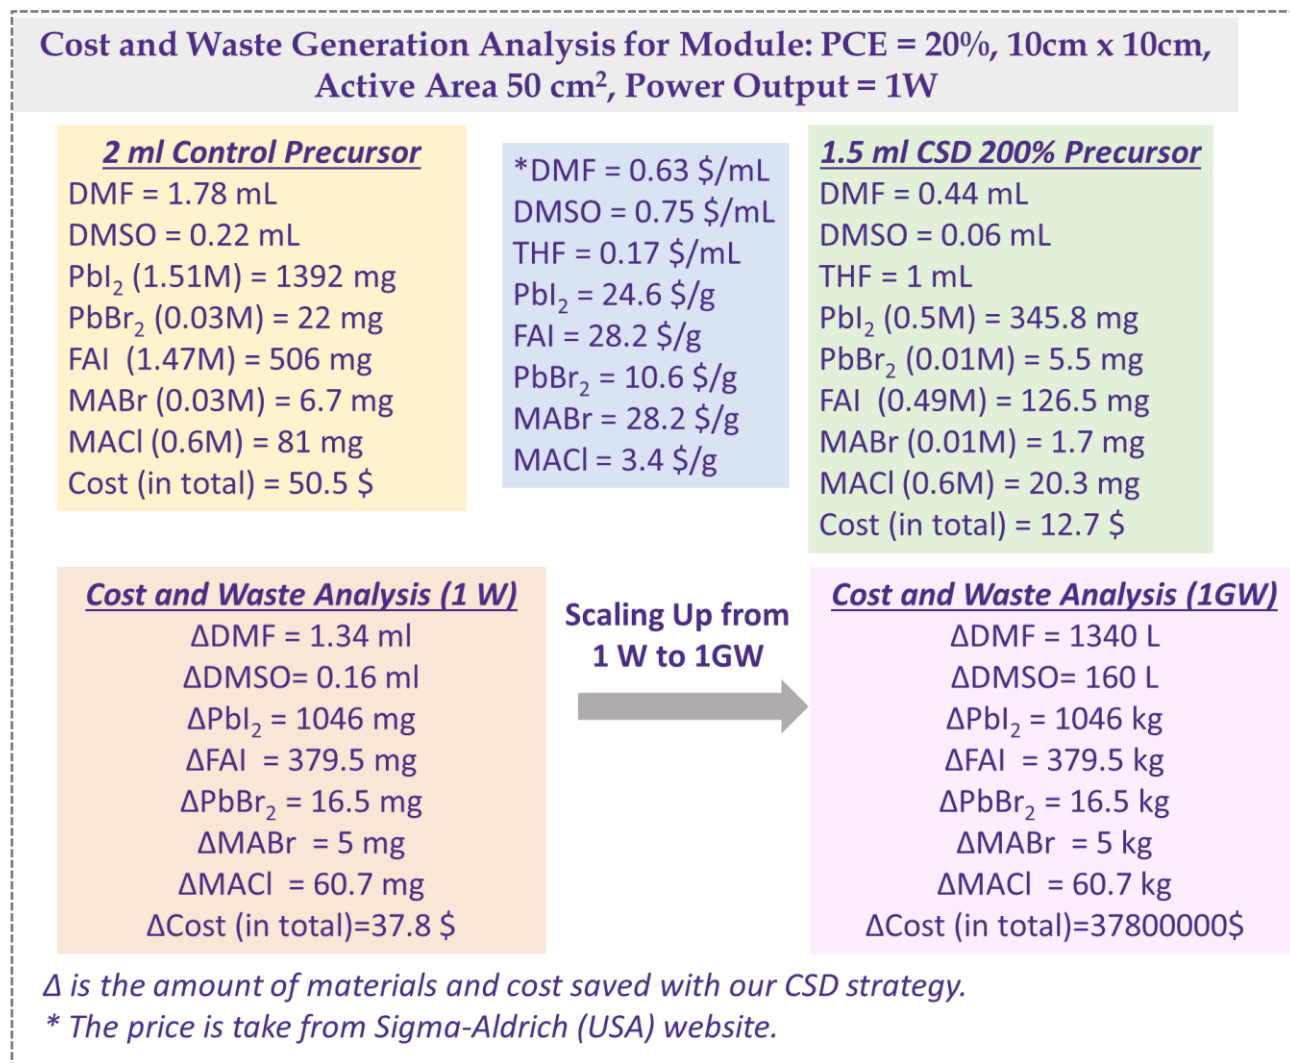 Cost and Waste Generation Analysis for Module: PCE = 20%, 10cm x 10cm,
Active Area 50 cm², Power Output = 1W
2 ml Control Precursor
DMF = 1.78 mL
DMSO = 0.22 mL
PbI₂ (1.51M) = 1392 mg
PbBr₂ (0.03M) = 22 mg
FAI (1.47M) = 506 mg
MABr (0.03M) = 6.7 mg
MACl (0.6M) = 81 mg
Cost (in total) = 50.5 $
*DMF = 0.63 $/mL
DMSO = 0.75 $/mL
THF = 0.17 $/mL
PbI₂ = 24.6 $/g
FAI = 28.2 $/g
PbBr₂ = 10.6 $/g
MABr = 28.2 $/g
MACl = 3.4 $/g
1.5 ml CSD 200% Precursor
DMF = 0.44 mL
DMSO = 0.06 mL
THF = 1 mL
PbI₂ (0.5M) = 345.8 mg
PbBr₂ (0.01M) = 5.5 mg
FAI (0.49M) = 126.5 mg
MABr (0.01M) = 1.7 mg
MACl (0.6M) = 20.3 mg
Cost (in total) = 12.7 $
Cost and Waste Analysis (1 W)
ΔDMF = 1.34 ml
ΔDMSO= 0.16 ml
ΔPbI₂ = 1046 mg
ΔFAI = 379.5 mg
ΔPbBr₂ = 16.5 mg
ΔMABr = 5 mg
ΔMACl = 60.7 mg
ΔCost (in total)=37.8 $
Scaling Up from
1 W to 1GW
Cost and Waste Analysis (1GW)
ΔDMF = 1340 L
ΔDMSO= 160 L
ΔPbI₂ = 1046 kg
ΔFAI = 379.5 kg
ΔPbBr₂ = 16.5 kg
ΔMABr = 5 kg
ΔMACl = 60.7 kg
ΔCost (in total)=37800000$
Δ is the amount of materials and cost saved with our CSD strategy.
* The price is take from Sigma-Aldrich (USA) website.